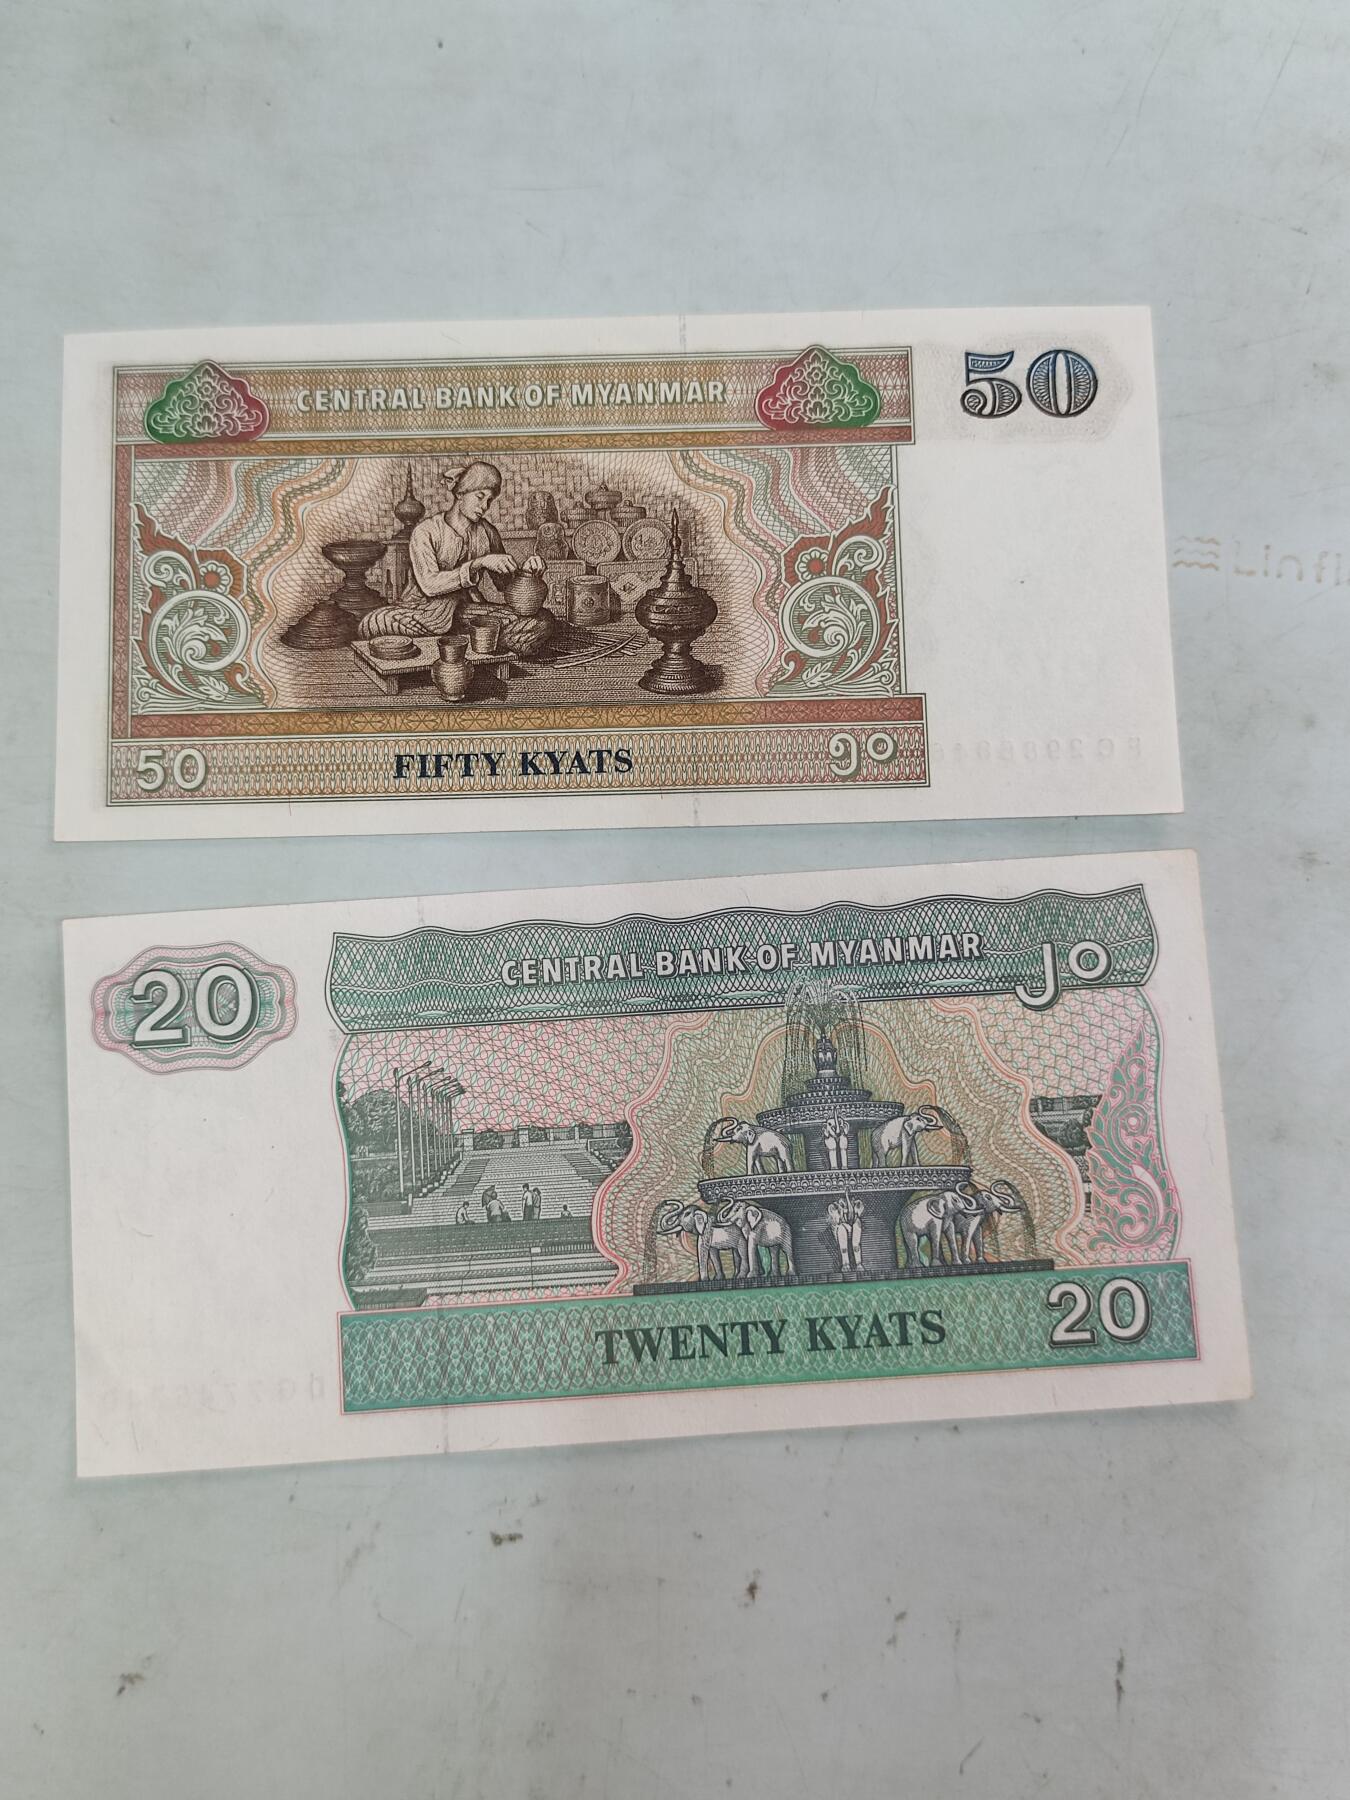 CENTRAL BANK OF MYANMAR
50
50
FIFTY KYATS
၅၀
20
CENTRAL BANK OF MYANMAR
၂၀
TWENTY KYATS
20